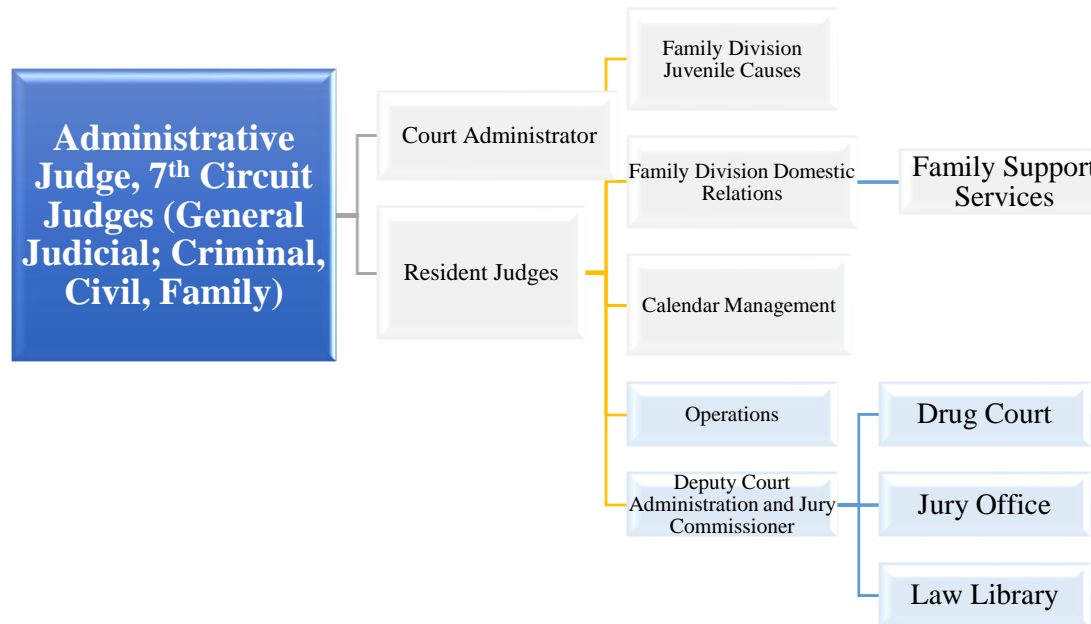 Administrative
Judge, 7th Circuit
Judges (General
Judicial; Criminal,
Civil, Family)
Court Administrator
Resident Judges
Family Division
Juvenile Causes
Family Division Domestic
Relations
Calendar Management
Operations
Deputy Court
Administration and Jury
Commissioner
Family Support
Services
Drug Court
Jury Office
Law Library